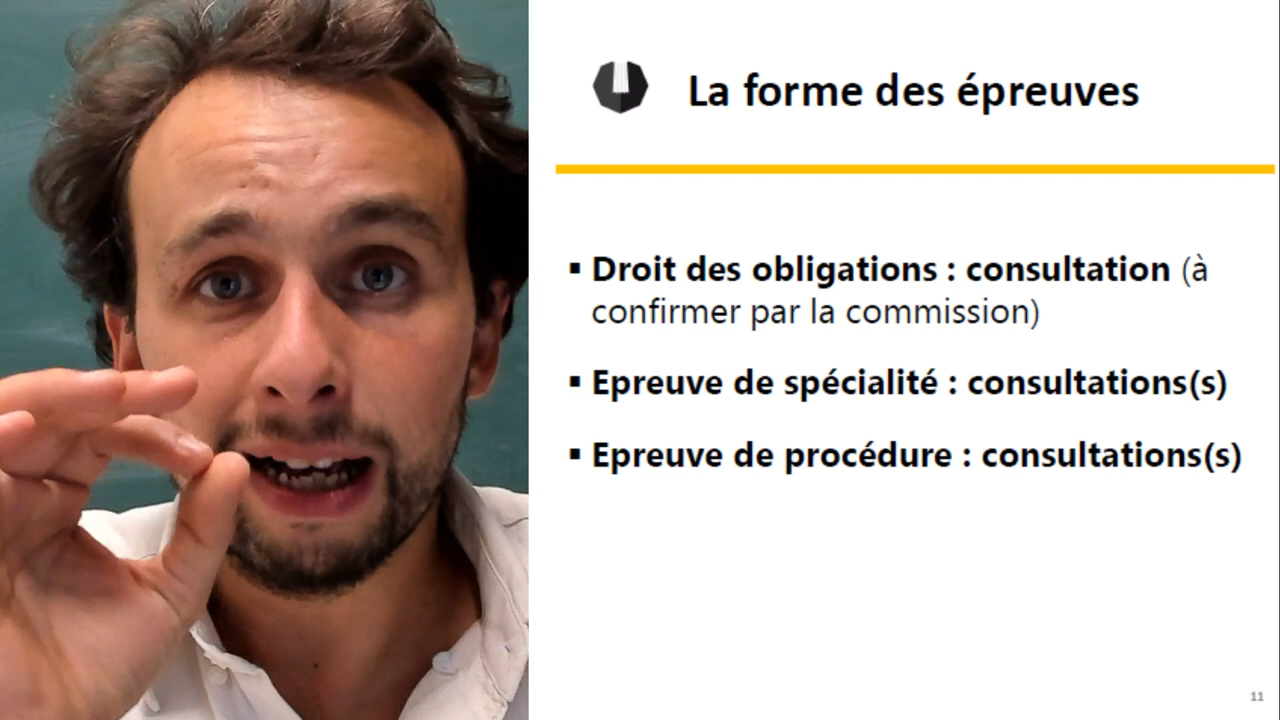 La forme des épreuves
▪ Droit des obligations : consultation (à
confirmer par la commission)
▪ Epreuve de spécialité : consultations(s)
▪ Epreuve de procédure : consultations(s)
11